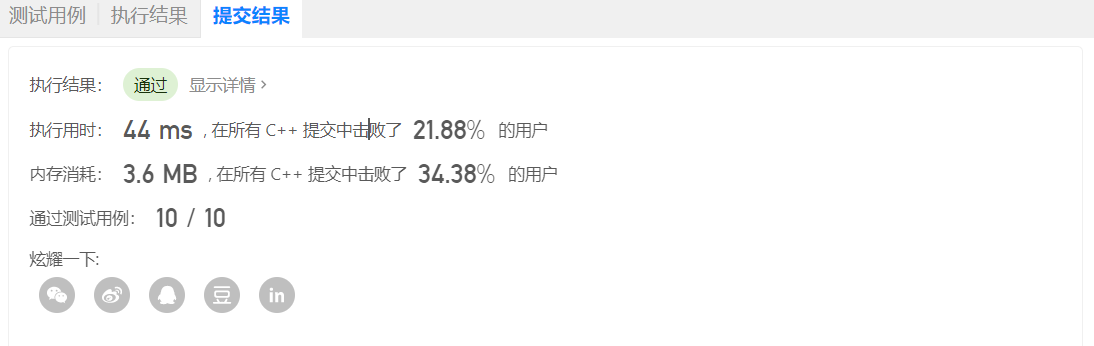 测试用例 执行结果 提交结果
执行结果： 通过 显示详情 ›
执行用时： 44 ms , 在所有 C++ 提交中击败了 21.88% 的用户
内存消耗： 3.6 MB , 在所有 C++ 提交中击败了 34.38% 的用户
通过测试用例： 10 / 10
炫耀一下:
豆 in